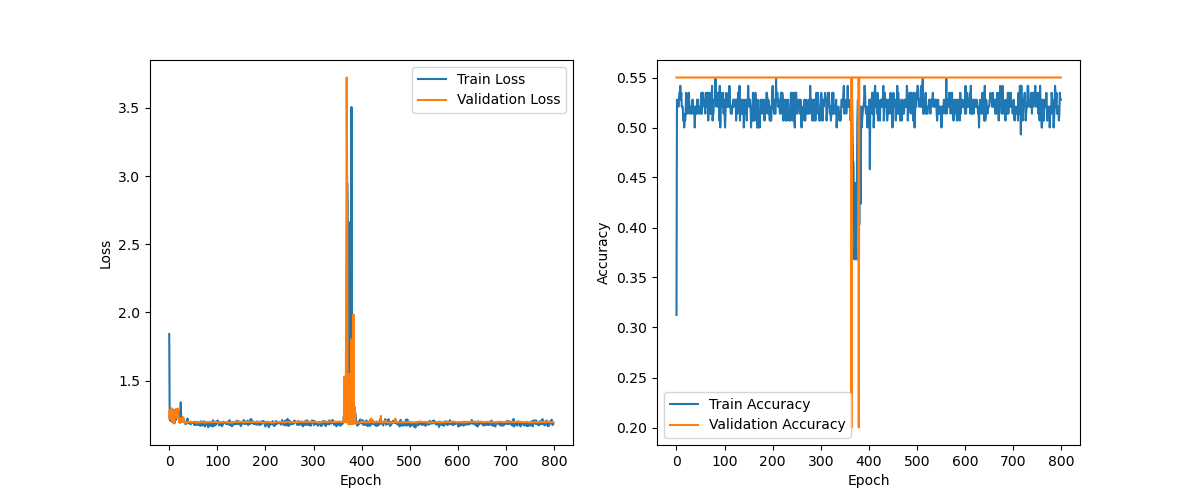 Train Loss
Validation Loss
3.5
3.0
2.5
2.0
1.5
Loss
0 100 200 300 400 500 600 700 800
Epoch
0.55
0.50
0.45
0.40
0.35
0.30
0.25
0.20
Accuracy
Train Accuracy
Validation Accuracy
0 100 200 300 400 500 600 700 800
Epoch